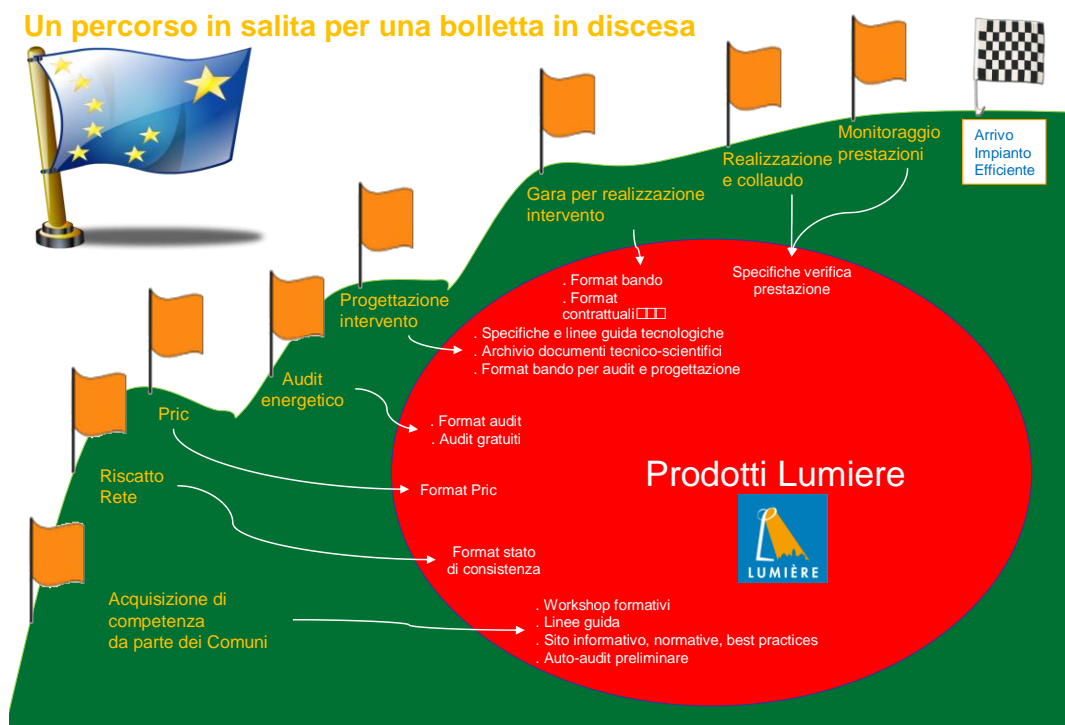 Un percorso in salita per una bolletta in discesa
Monitoraggio
prestazioni
Arrivo
Impianto
Efficiente
Realizzazione
e collaudo
Gara per realizzazione
intervento
Specifiche verifica
prestazione
. Format bando
. Format
contrattuali□□□
Progettazione
intervento
. Specifiche e linee guida tecnologiche
. Archivio documenti tecnico-scientifici
. Format bando per audit e progettazione
Audit
energetico
. Format audit
. Audit gratuiti
Pric
Format Pric
Riscatto
Rete
Prodotti Lumiere
LUMIÈRE
Format stato
di consistenza
Acquisizione di
competenza
da parte dei Comuni
. Workshop formativi
. Linee guida
. Sito informativo, normative, best practices
. Auto-audit preliminare